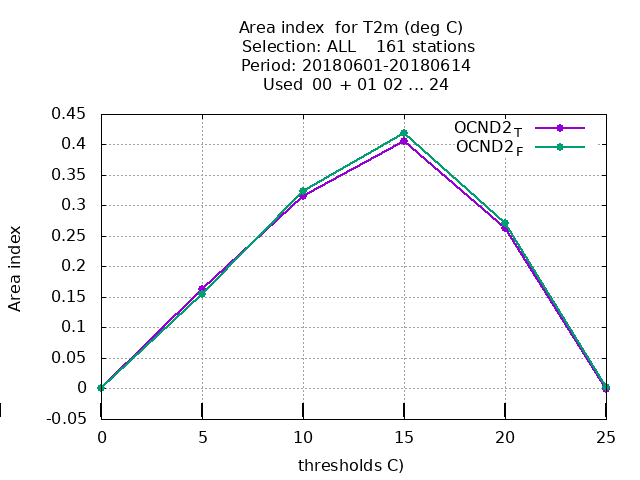 Area index  for T2m (deg C)
Selection: ALL    161 stations
Period: 20180601-20180614
Used  00 + 01 02 ... 24
OCND2T
OCND2F
0.45
0.4
0.35
0.3
0.25
0.2
0.15
0.1
0.05
0
-0.05
Area index
0 5 10 15 20 25
thresholds C)